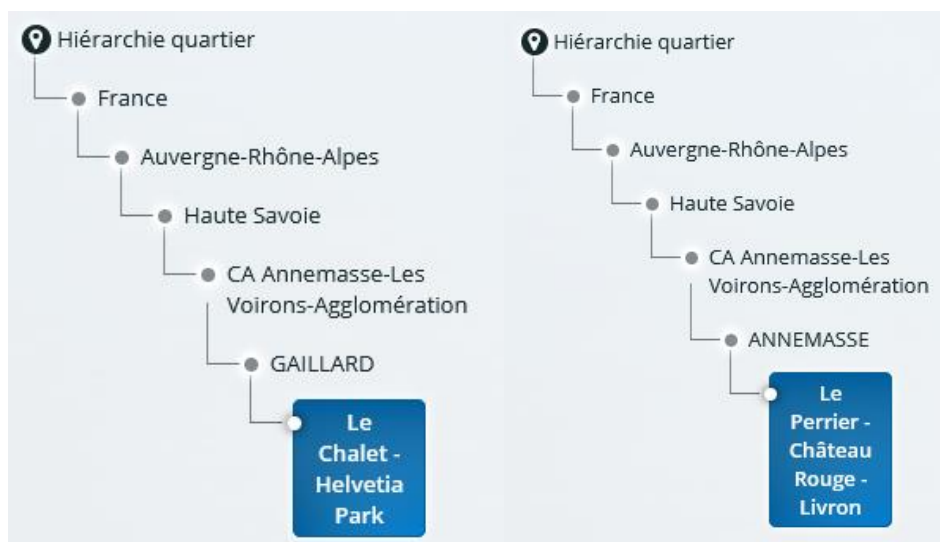 Hiérarchie quartier
France
Auvergne-Rhône-Alpes
Haute Savoie
CA Annemasse-Les
Voirons-Agglomération
GAILLARD
Le
Chalet -
Helvetia
Park
Hiérarchie quartier
France
Auvergne-Rhône-Alpes
Haute Savoie
CA Annemasse-Les
Voirons-Agglomération
ANNEMASSE
Le
Perrier -
Château
Rouge -
Livron